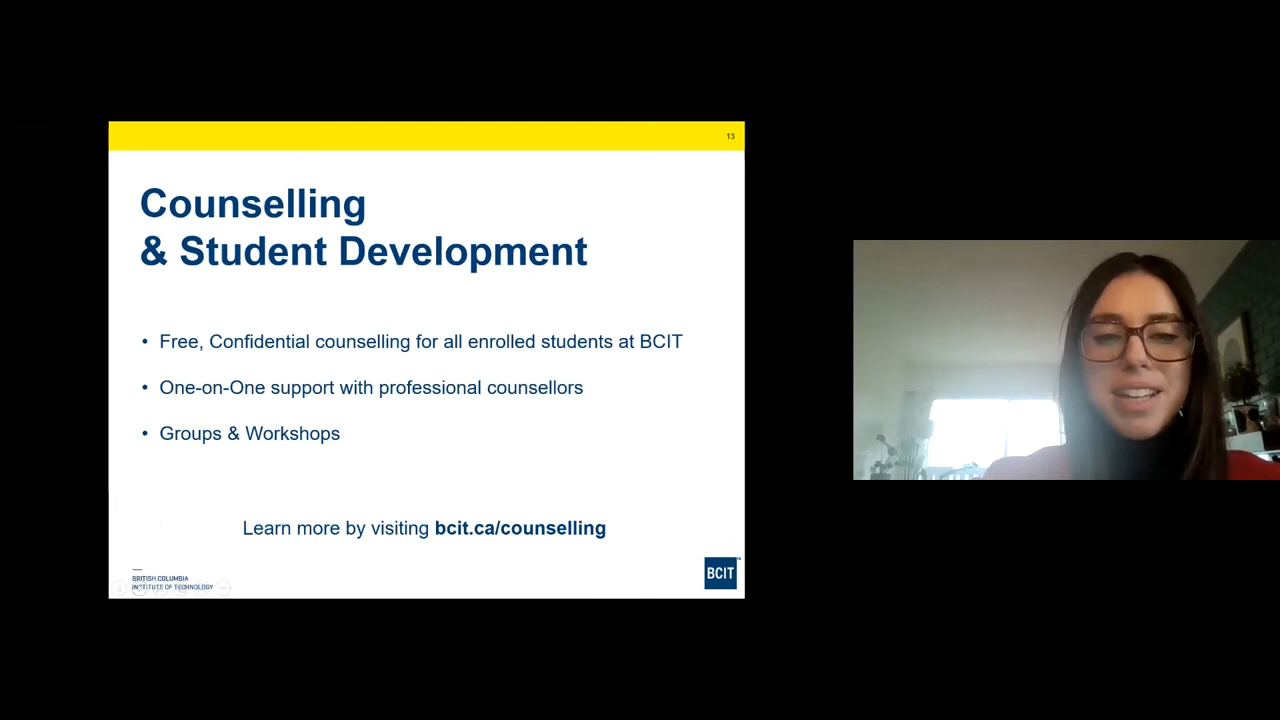 13
Counselling
& Student Development
• Free, Confidential counselling for all enrolled students at BCIT
• One-on-One support with professional counsellors
• Groups & Workshops
Learn more by visiting bcit.ca/counselling
BRITISH COLUMBIA
INSTITUTE OF TECHNOLOGY
BCIT